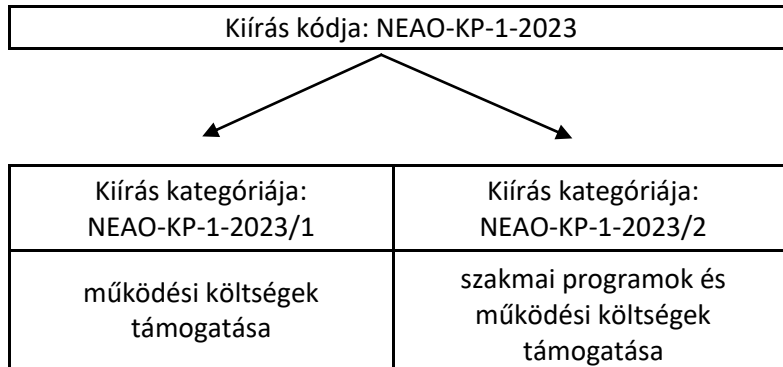 Kiírás kódja: NEAO-KP-1-2023
Kiírás kategóriája:
NEAO-KP-1-2023/1
Kiírás kategóriája:
NEAO-KP-1-2023/2
működési költségek
támogatása
szakmai programok és
működési költségek
támogatása